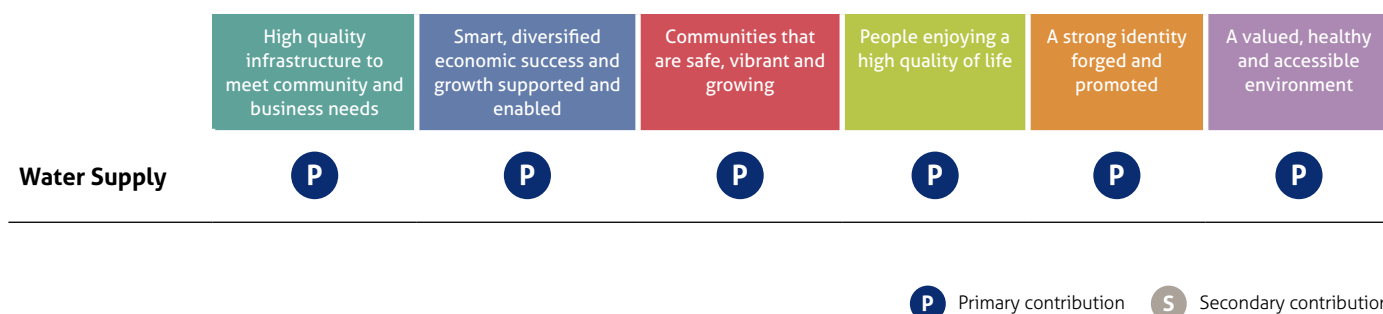 High quality
infrastructure to
meet community and
business needs
Smart, diversified
economic success and
growth supported and
enabled
Communities that
are safe, vibrant and
growing
People enjoying a
high quality of life
A strong identity
forged and
promoted
A valued, healthy
and accessible
environment
Water Supply P P P P P P
P Primary contribution S Secondary contribution